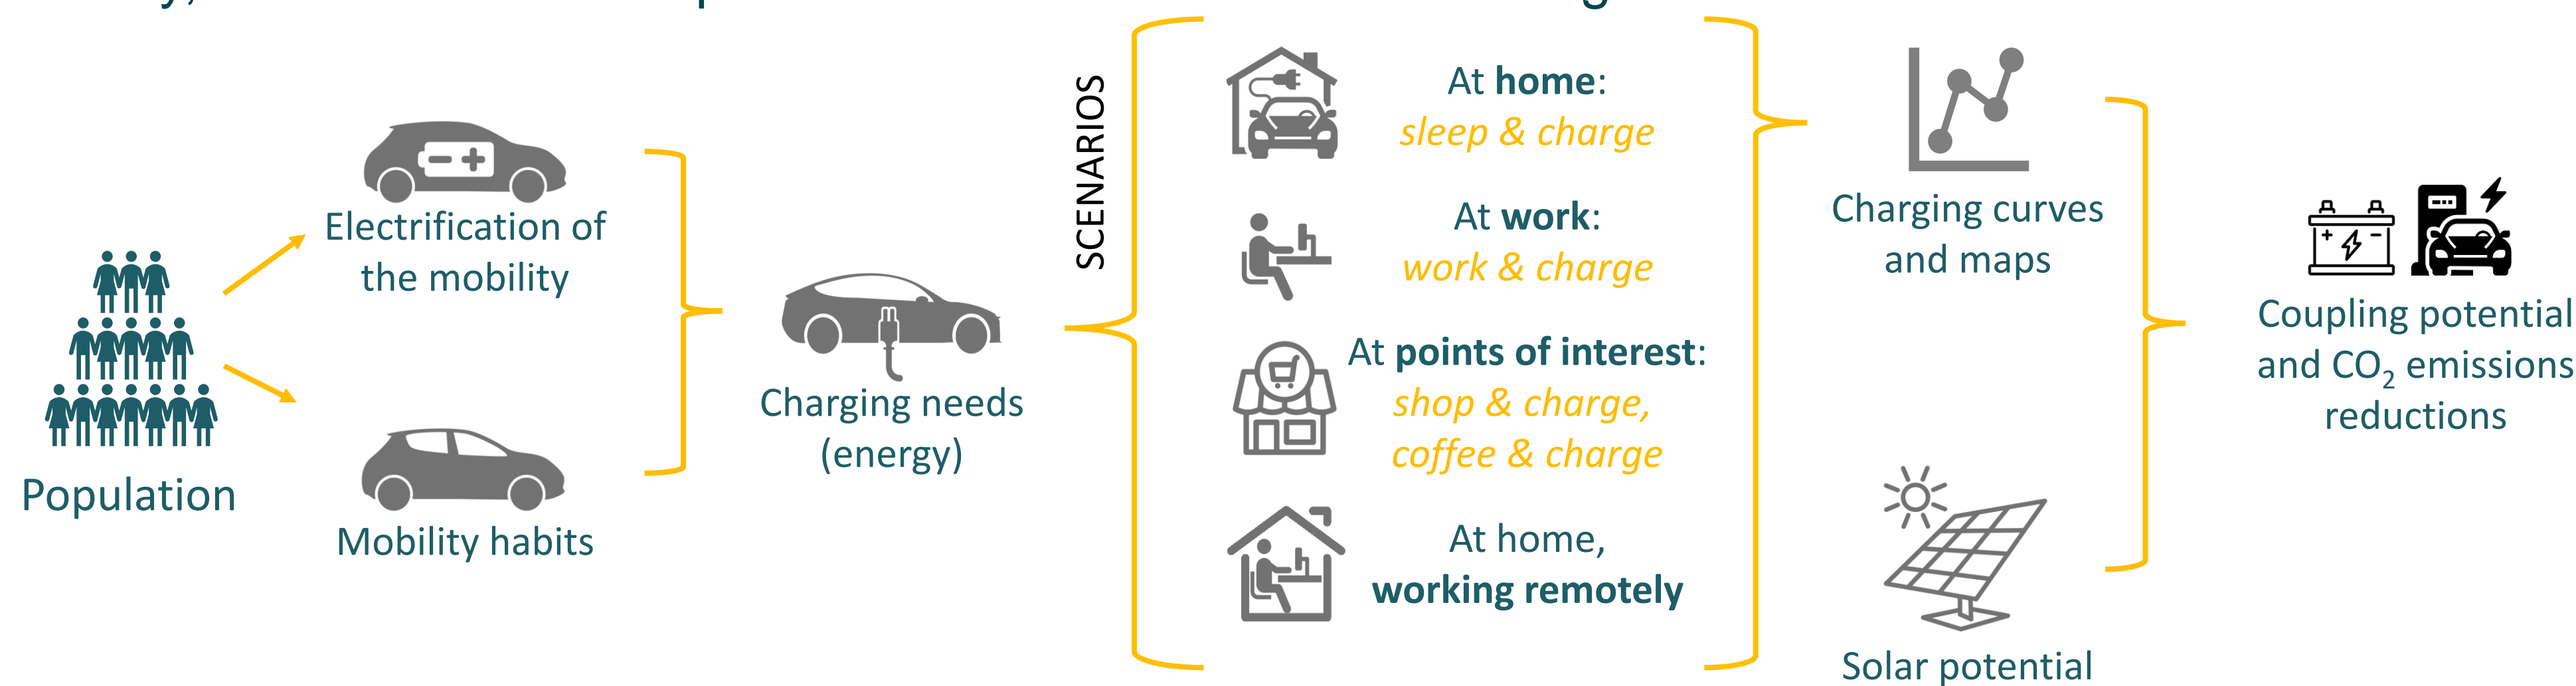 Population
Electrification of
the mobility
Mobility habits
Charging needs
(energy)
SCENARIOS
At home:
sleep & charge
At work:
work & charge
At points of interest:
shop & charge,
coffee & charge
At home,
working remotely
Charging curves
and maps
Solar potential
Coupling potential
and CO₂ emissions
reductions